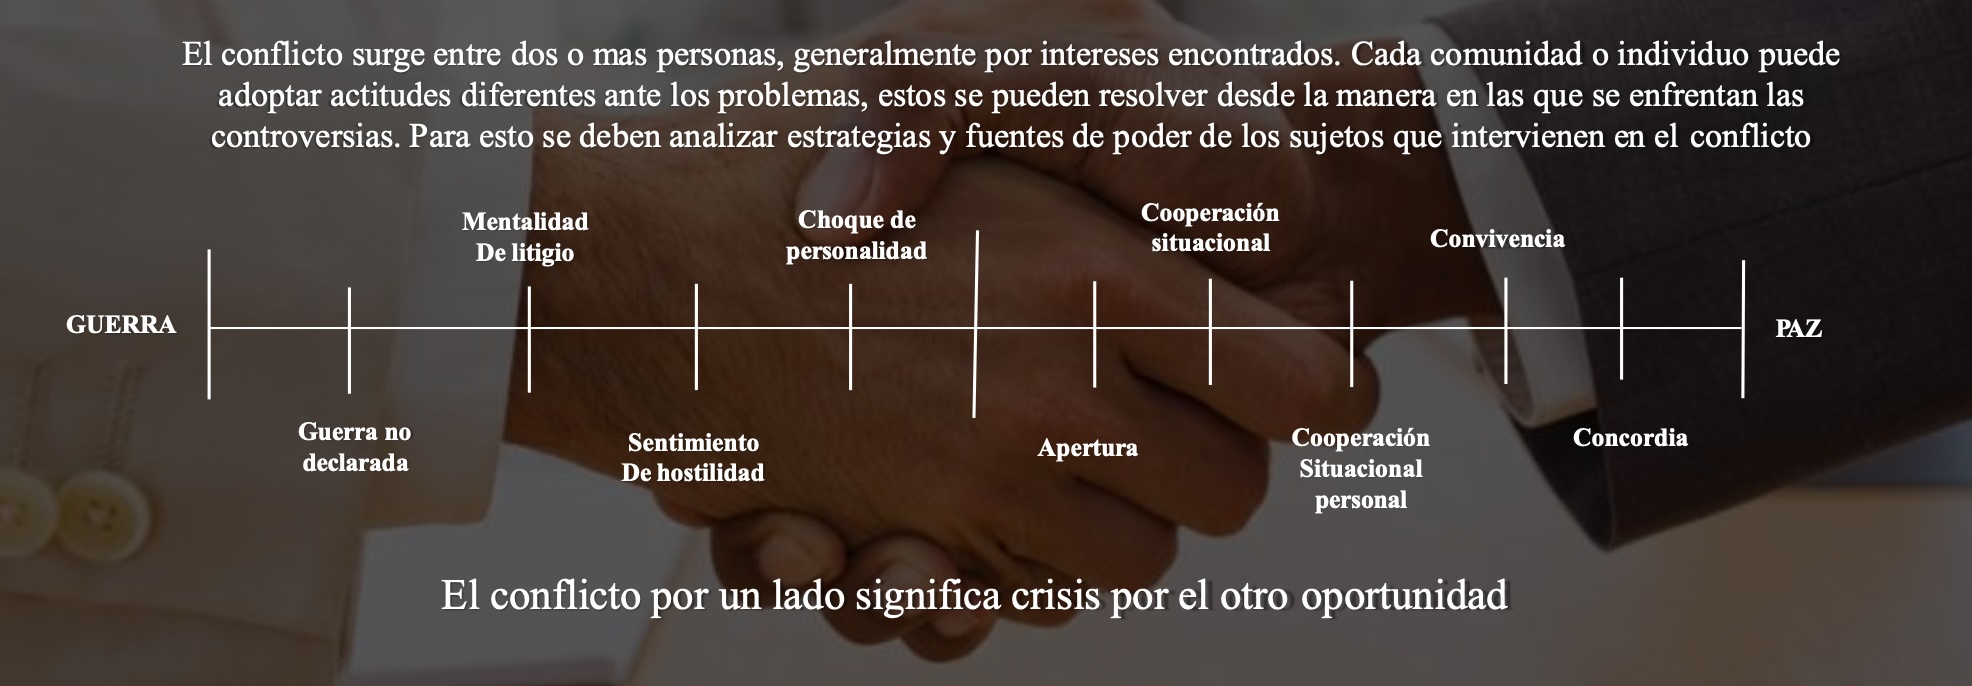 El conflicto surge entre dos o mas personas, generalmente por intereses encontrados. Cada comunidad o individuo puede
adoptar actitudes diferentes ante los problemas, estos se pueden resolver desde la manera en las que se enfrentan las
controversias. Para esto se deben analizar estrategias y fuentes de poder de los sujetos que intervienen en el conflicto
Mentalidad
De litigio
Choque de
personalidad
Cooperación
situacional
Convivencia
GUERRA
PAZ
Guerra no
declarada
Sentimiento
De hostilidad
Apertura
Cooperación
Situacional
personal
Concordia
El conflicto por un lado significa crisis por el otro oportunidad